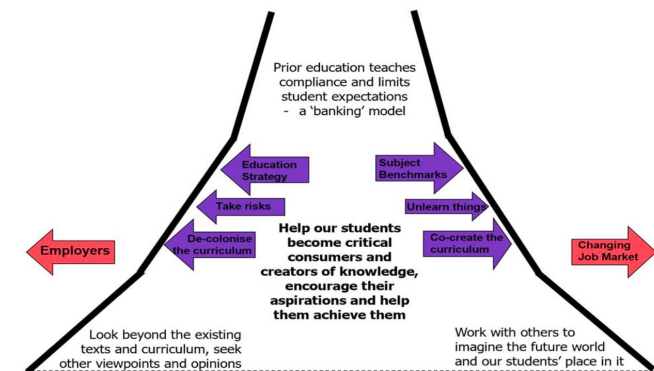 Prior education teaches
compliance and limits
student expectations
- a ‘banking’ model
Education
Strategy
Subject
Benchmarks
Take risks
Unlearn things
De-colonise
the curriculum
Co-create the
curriculum
Help our students
become critical
consumers and
creators of knowledge,
encourage their
aspirations and help
them achieve them
Employers
Changing
Job Market
Look beyond the existing
texts and curriculum, seek
other viewpoints and opinions
Work with others to
imagine the future world
and our students’ place in it